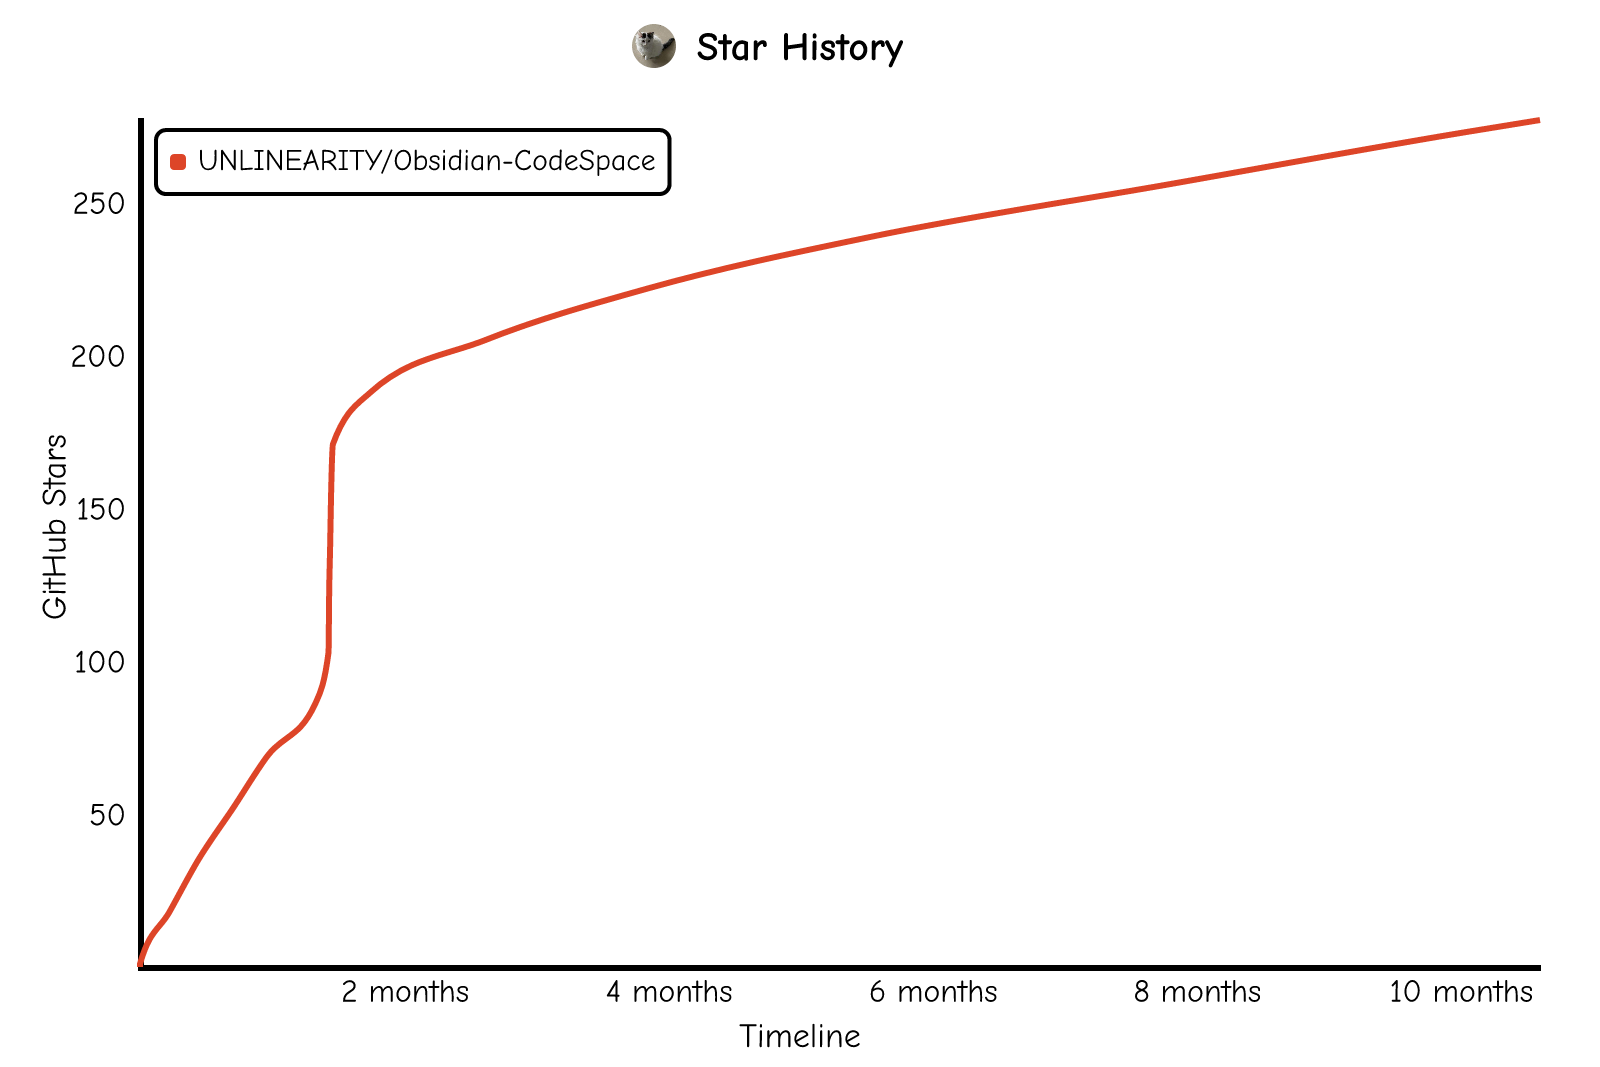 Star History
UNLINEARITY/Obsidian-CodeSpace
250
200
150
100
50
GitHub Stars
2 months
4 months
6 months
8 months
10 months
Timeline